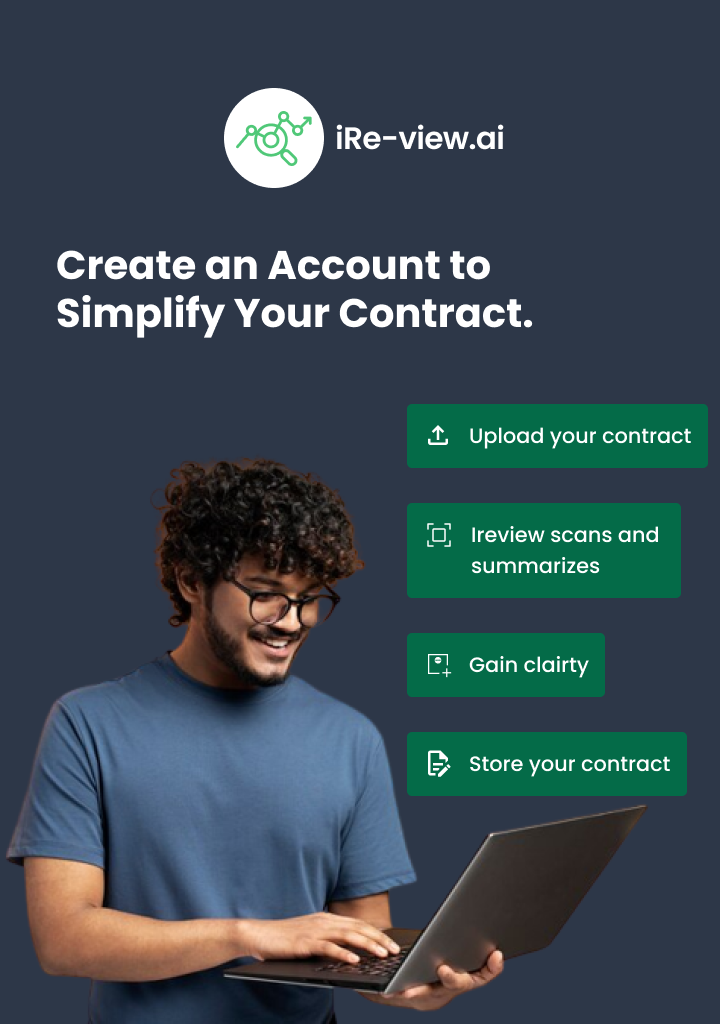 iRe-view.ai
Create an Account to
Simplify Your Contract.
Upload your contract
Ireview scans and
summarizes
Gain clairty
Store your contract